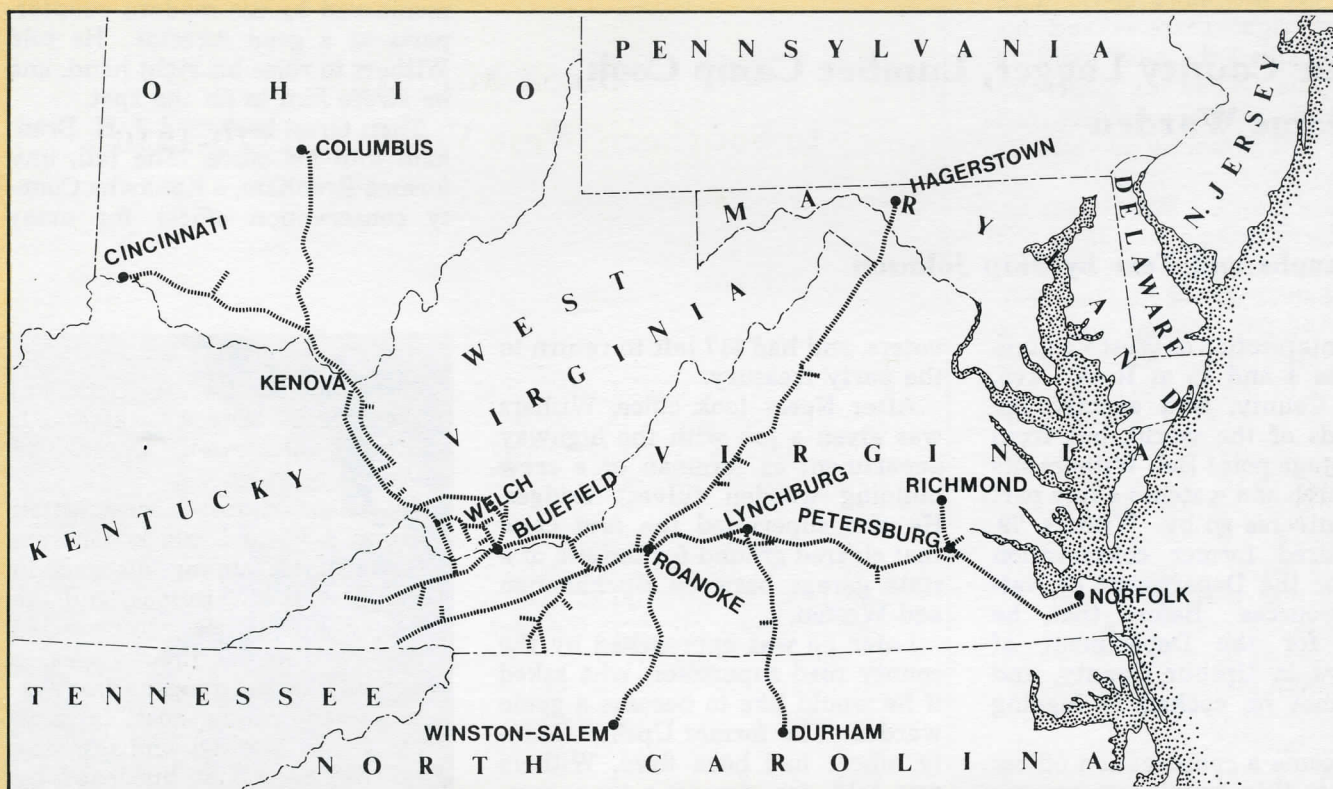 PENNSYLVANIA
OHIO
N JERSEY
COLUMBUS
HAGERSTOWN
MARYLAND
DELAWARE
CINCINNATI
WEST VIRGINIA
KENOVA
VIRGINIA
KENTUCKY
WELCH
BLUEFIELD
LYNCHBURG
RICHMOND
PETERSBURG
ROANOKE
NORFOLK
TENNESSEE
WINSTON-SALEM
DURHAM
NORTH CAROLINA